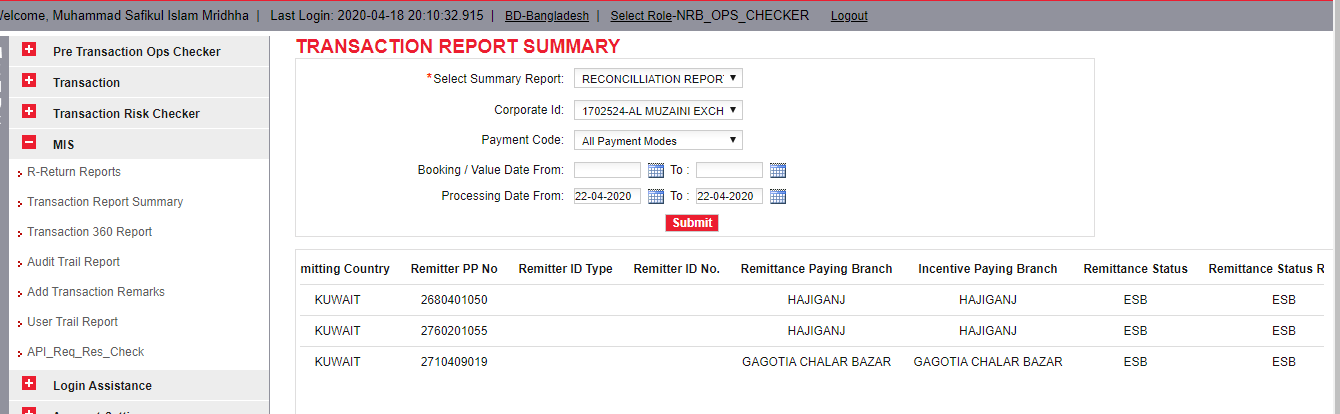 elcome, Muhammad Safikul Islam Mridhha | Last Login: 2020-04-18 20:10:32.915 | BD-Bangladesh | Select Role-NRB_OPS_CHECKER Logout
Pre Transaction Ops Checker
Transaction
Transaction Risk Checker
MIS
R-Return Reports
Transaction Report Summary
Transaction 360 Report
Audit Trail Report
Add Transaction Remarks
User Trail Report
API_Req_Res_Check
Login Assistance
TRANSACTION REPORT SUMMARY
*Select Summary Report: RECONCILLIATION REPOR
Corporate Id: 1702524-AL MUZAINI EXCH
Payment Code: All Payment Modes
Booking / Value Date From: To :
Processing Date From: 22-04-2020 To : 22-04-2020
Submit
mitting Country Remitter PP No Remitter ID Type Remitter ID No. Remittance Paying Branch Incentive Paying Branch Remittance Status Remittance Status R
KUWAIT 2680401050 HAJIGANJ HAJIGANJ ESB ESB
KUWAIT 2760201055 HAJIGANJ HAJIGANJ ESB ESB
KUWAIT 2710409019 GAGOTIA CHALAR BAZAR GAGOTIA CHALAR BAZAR ESB ESB